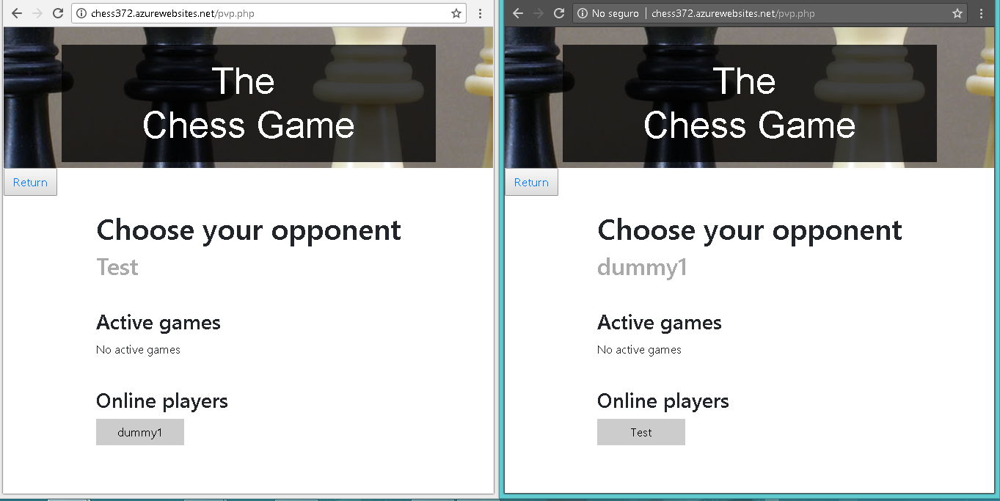 chess372.azurewebsites.net/pvp.php
The
Chess Game
Return
Choose your opponent
Test
Active games
No active games
Online players
dummy1
No seguro | chess372.azurewebsites.net/pvp.php
The
Chess Game
Return
Choose your opponent
dummy1
Active games
No active games
Online players
Test